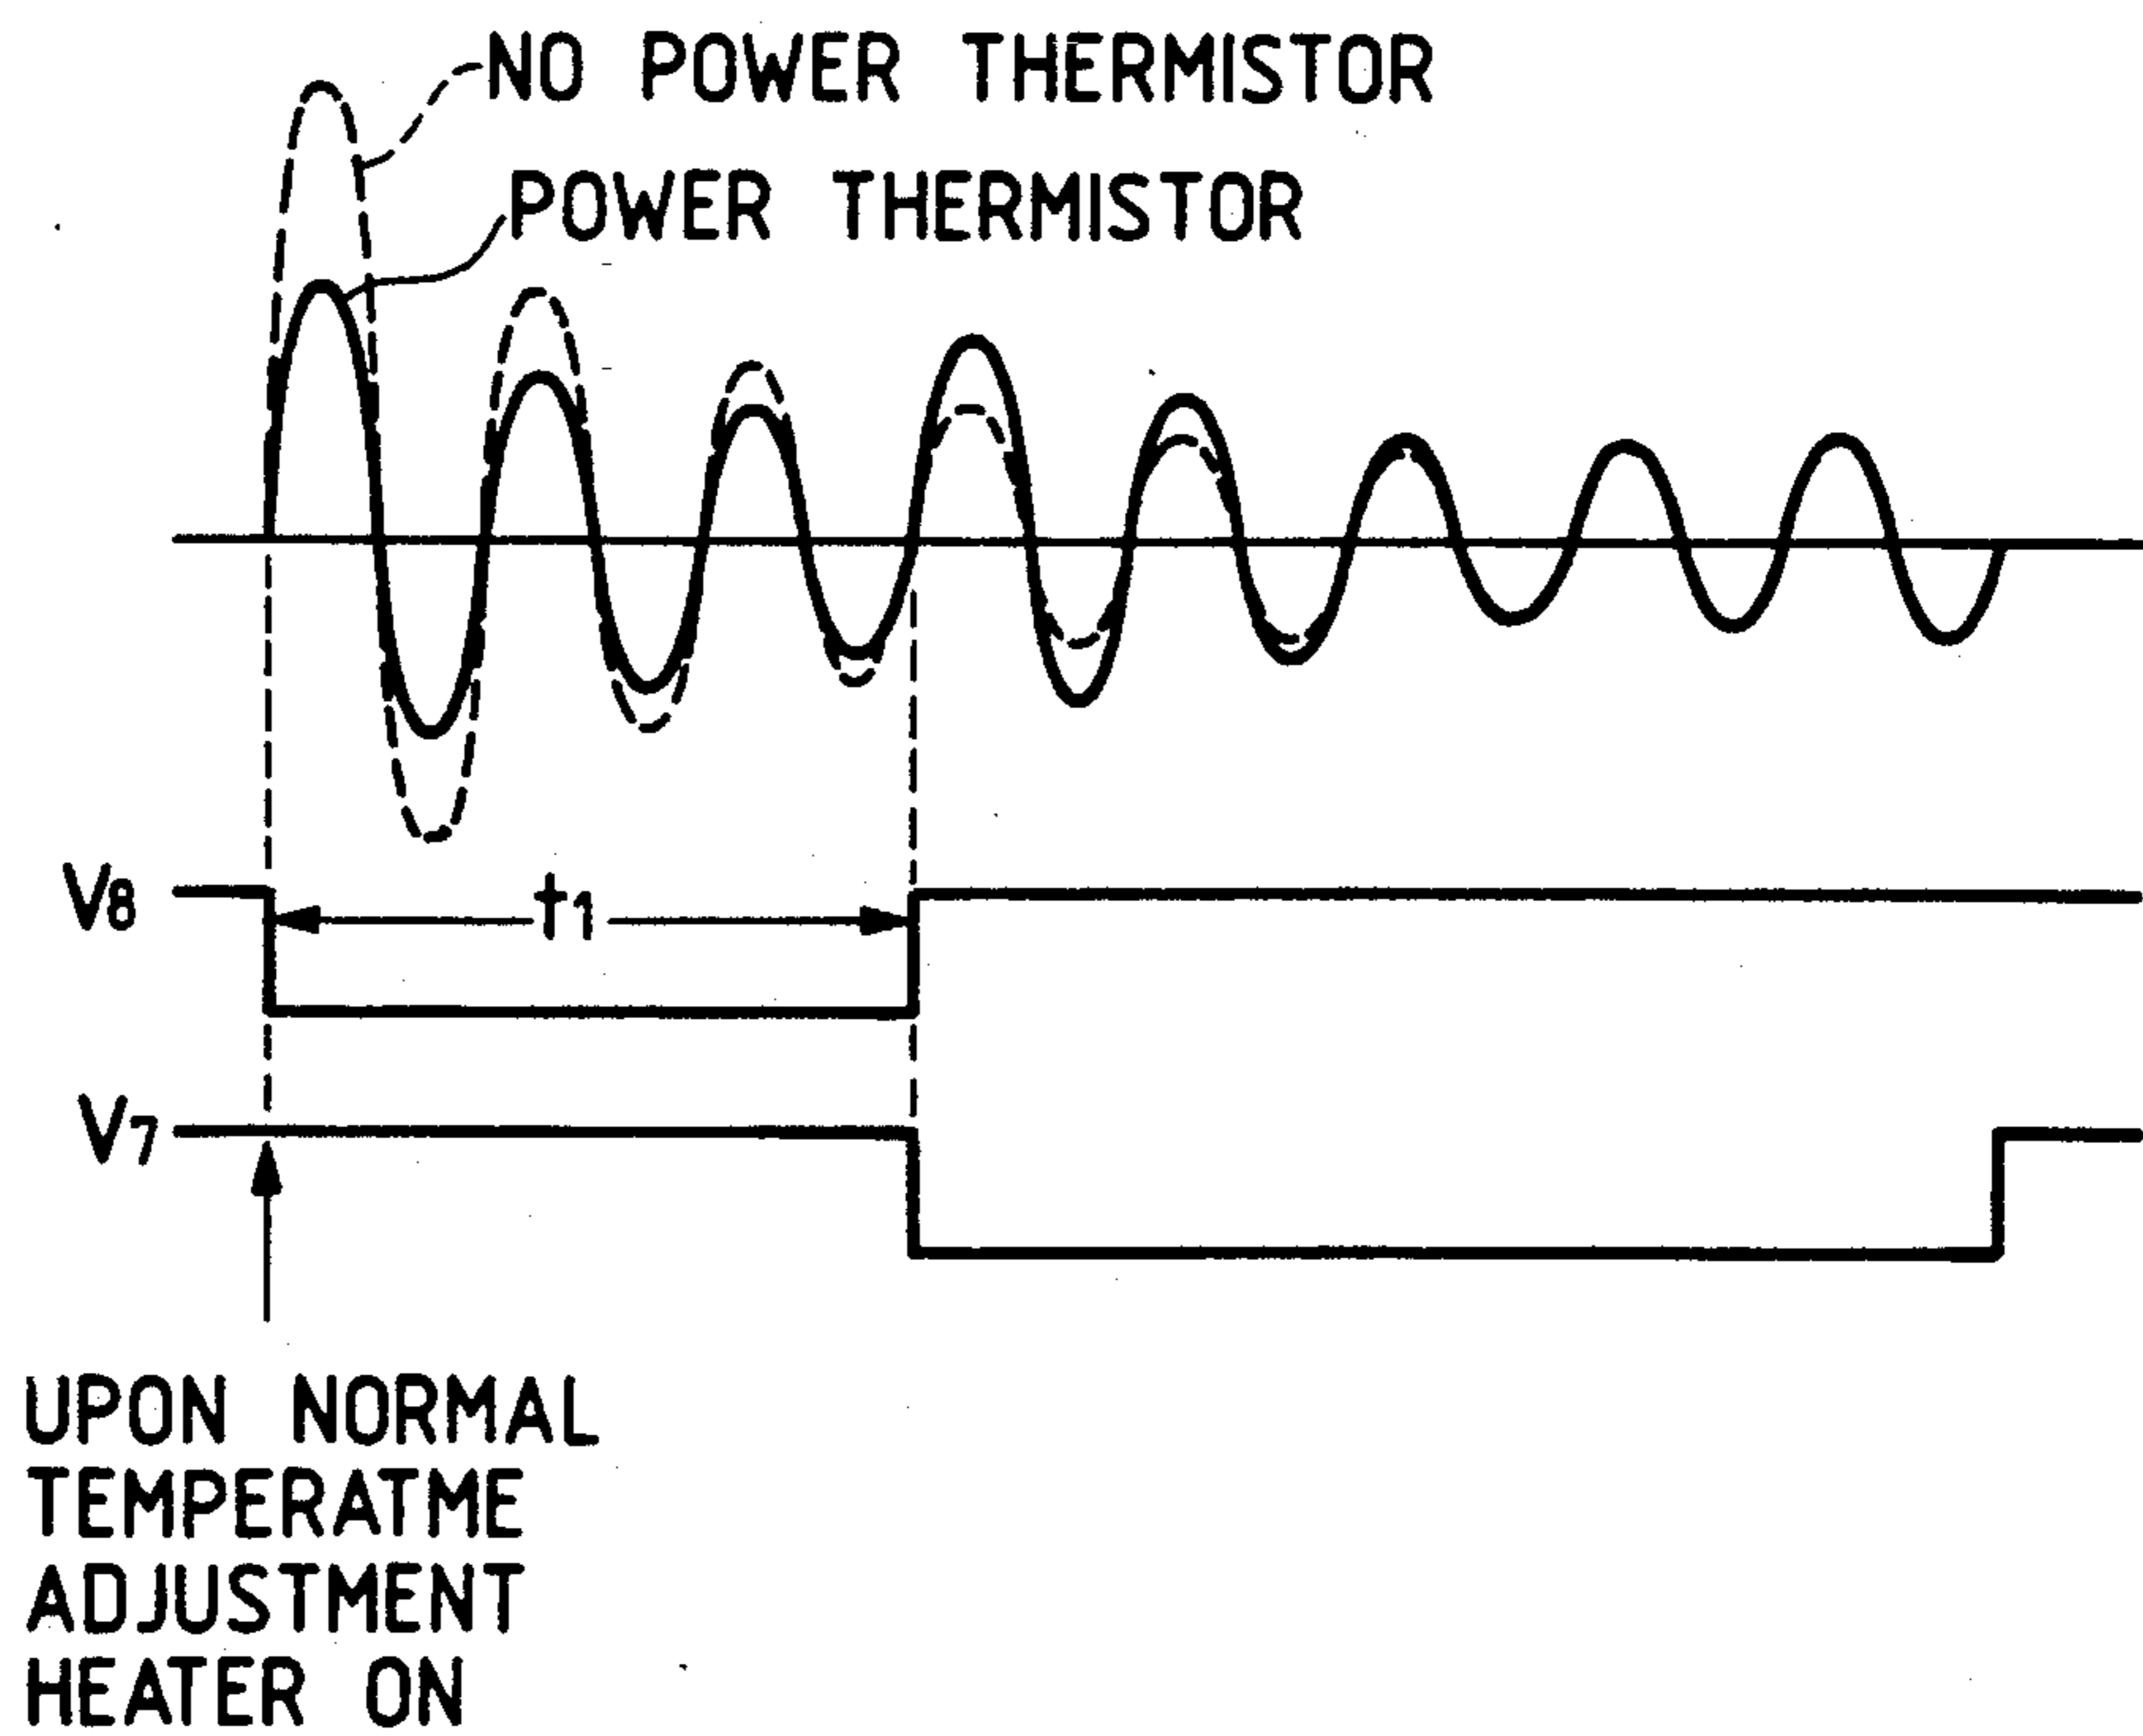 NO POWER THERMISTOR
POWER THERMISTOR
V8
t1
V7
UPON NORMAL
TEMPERATME
ADJUSTMENT
HEATER ON